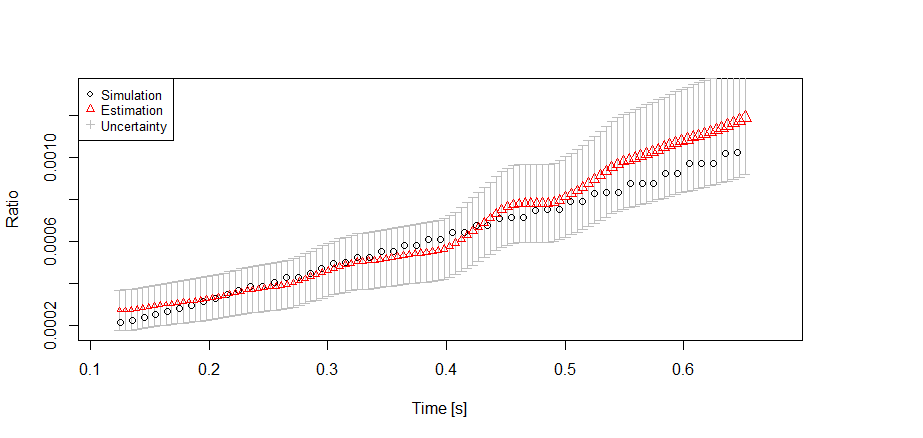 Simulation
Estimation
Uncertainty
Ratio
0.0010
0.0006
0.0002
0.1 0.2 0.3 0.4 0.5 0.6
Time [s]